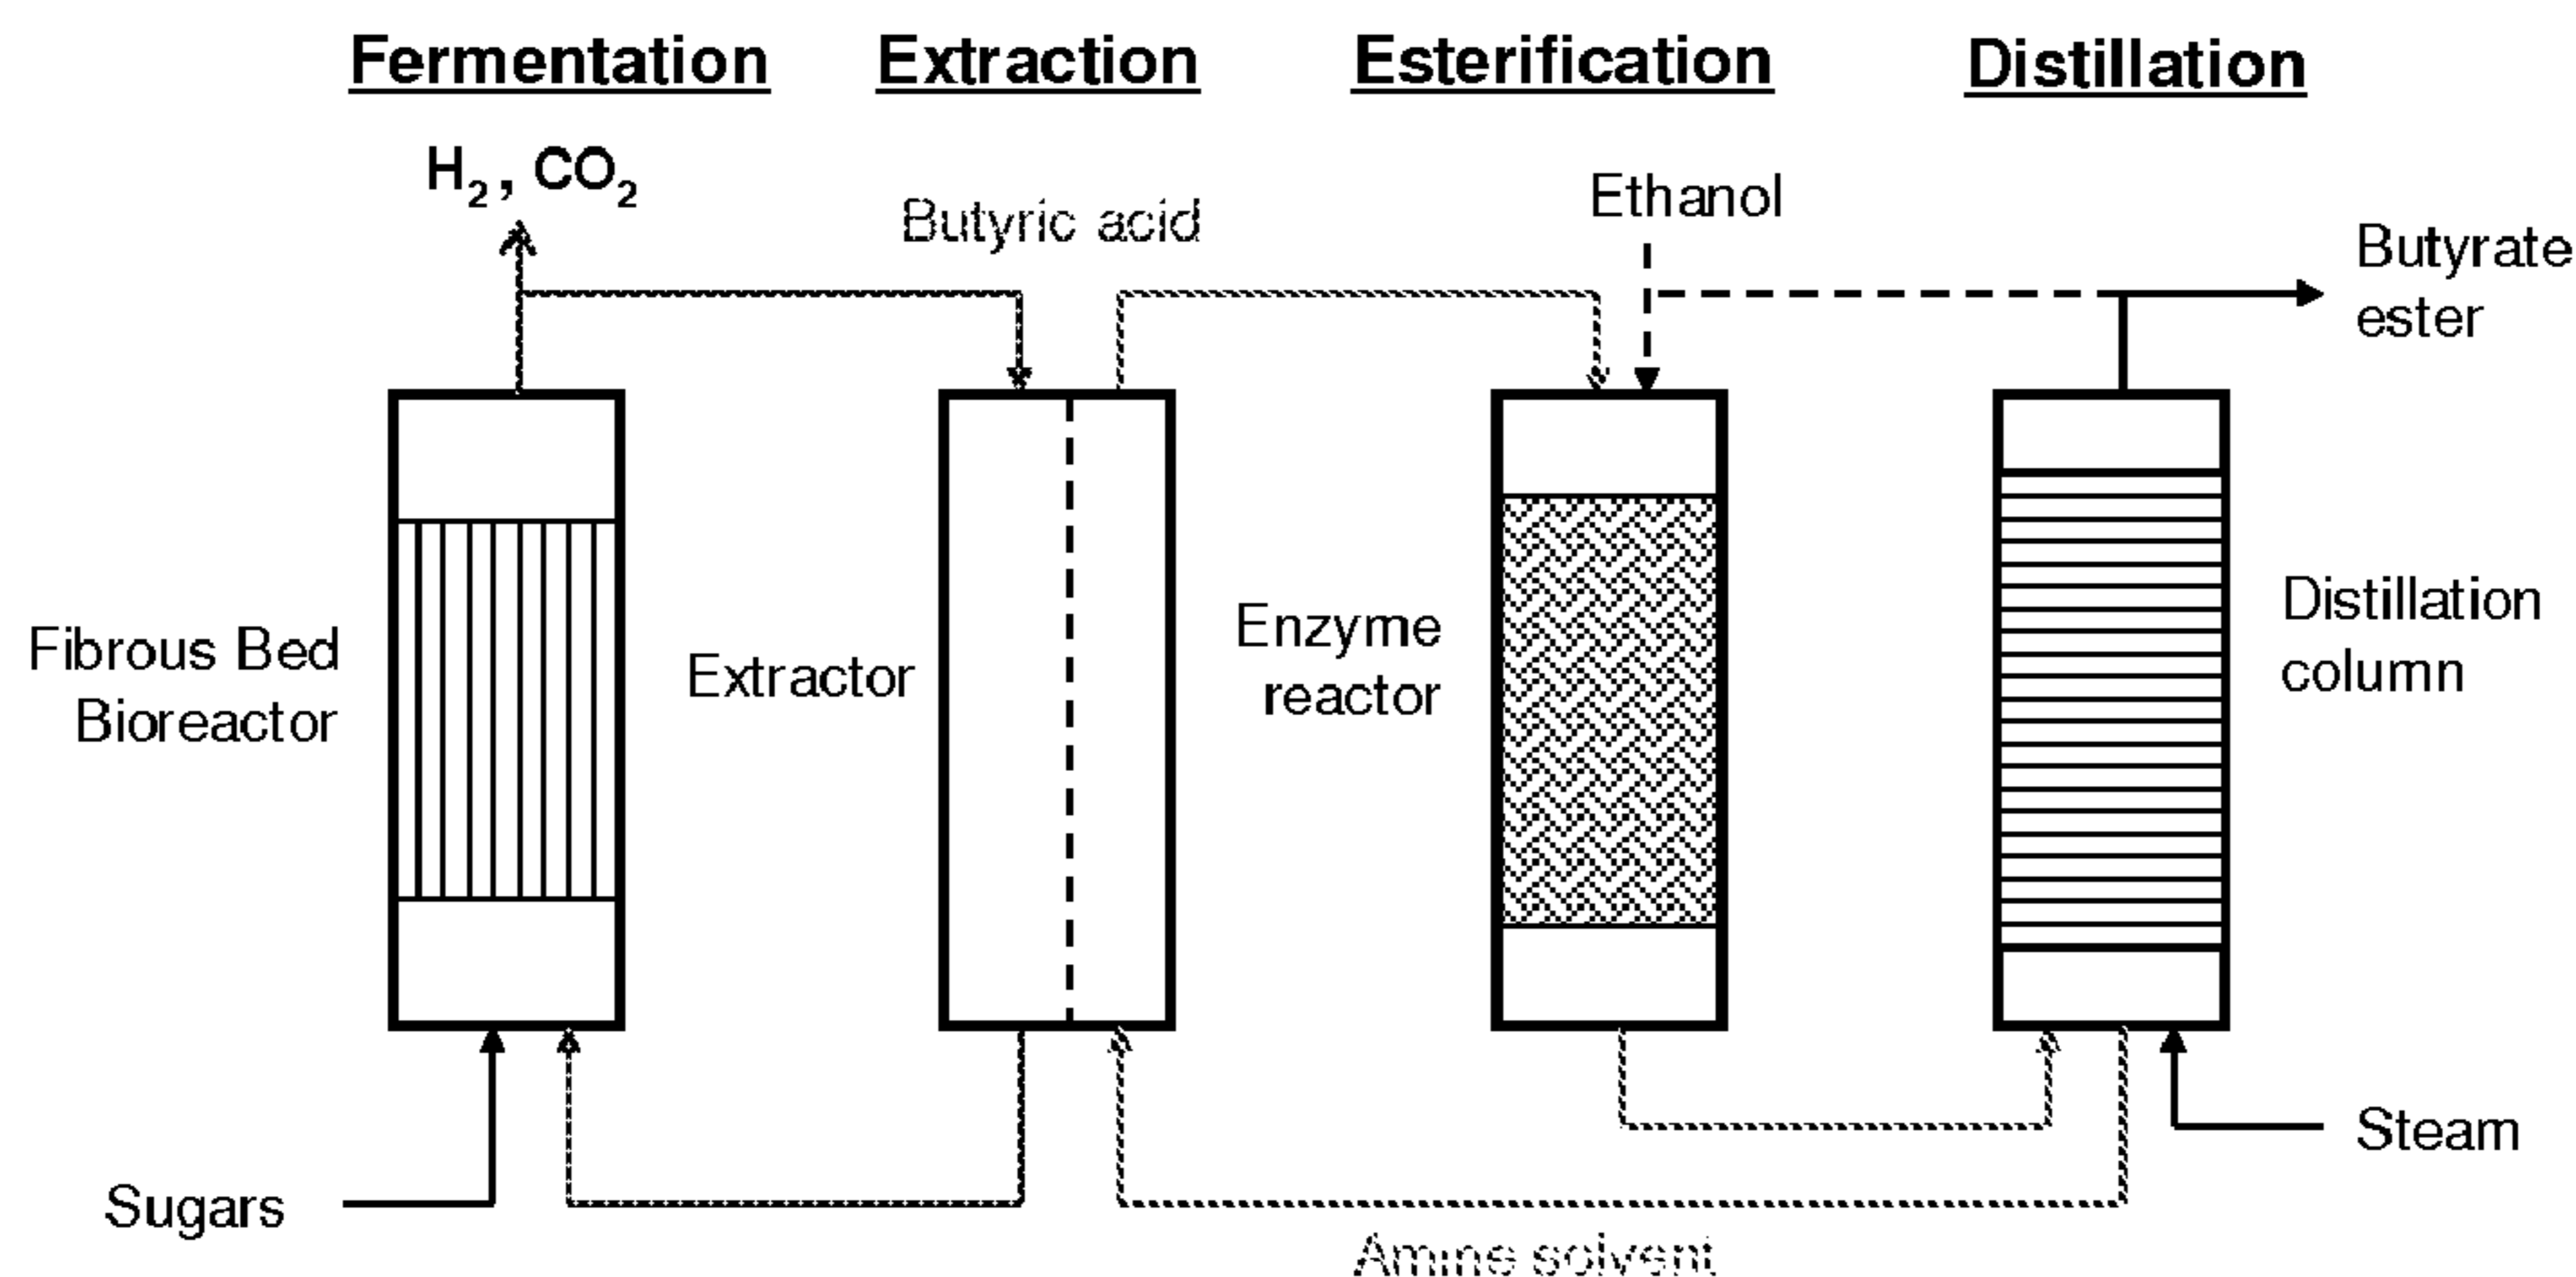 Fermentation
Extraction
Esterification
Distillation
H2, CO2
Butyric acid
Ethanol
Butyrate
ester
Fibrous Bed
Bioreactor
Extractor
Enzyme
reactor
Distillation
column
Sugars
Steam
Amine solvent